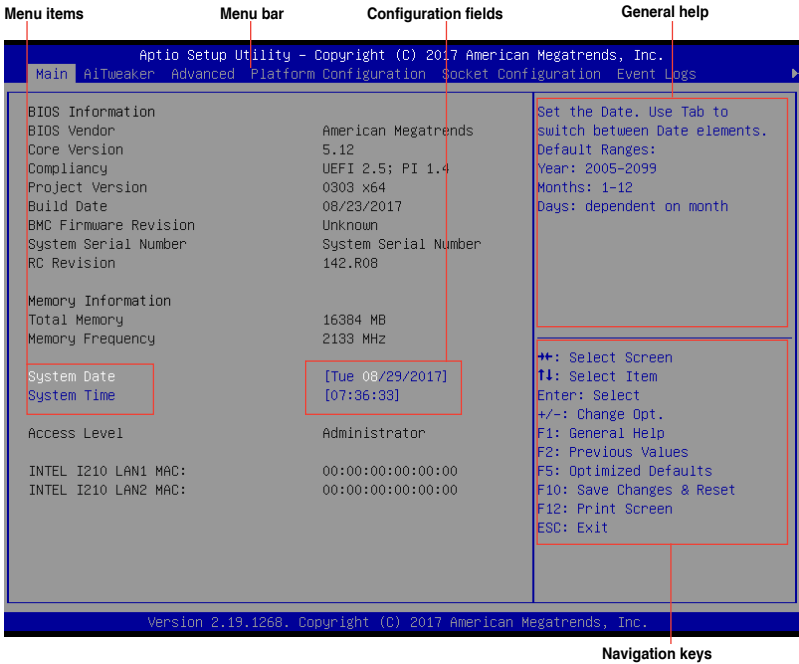 Menu items Menu bar Configuration fields General help
Aptio Setup Utility – Copyright (C) 2017 American Megatrends, Inc.
Main AiTweaker Advanced Platform Configuration Socket Configuration Event Logs
BIOS Information
BIOS Vendor American Megatrends
Core Version 5.12
Compliancy UEFI 2.5; PI 1.4
Project Version 0303 x64
Build Date 08/23/2017
BMC Firmware Revision Unknown
System Serial Number System Serial Number
RC Revision 142.R08
Memory Information
Total Memory 16384 MB
Memory Frequency 2133 MHz
System Date [Tue 08/29/2017]
System Time [07:36:33]
Access Level Administrator
INTEL I210 LAN1 MAC: 00:00:00:00:00:00
INTEL I210 LAN2 MAC: 00:00:00:00:00:00
Set the Date. Use Tab to
switch between Date elements.
Default Ranges:
Year: 2005-2099
Months: 1-12
Days: dependent on month
→←: Select Screen
↑↓: Select Item
Enter: Select
+/-: Change Opt.
F1: General Help
F2: Previous Values
F5: Optimized Defaults
F10: Save Changes & Reset
F12: Print Screen
ESC: Exit
Version 2.19.1268. Copyright (C) 2017 American Megatrends, Inc.
Navigation keys